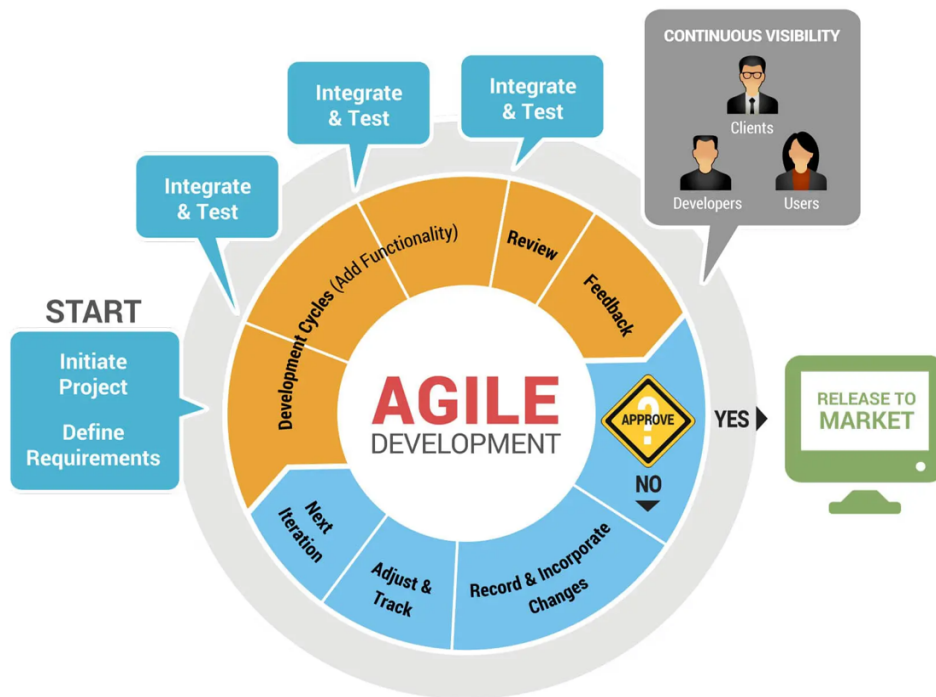 START
Initiate
Project
Define
Requirements
Integrate
& Test
Integrate
& Test
Integrate
& Test
CONTINUOUS VISIBILITY
Clients
Developers
Users
Development Cycles (Add Functionality)
Review
Feedback
?
APPROVE
YES
NO
RELEASE TO
MARKET
Record & Incorporate
Changes
Adjust &
Track
Next
Iteration
AGILE
DEVELOPMENT